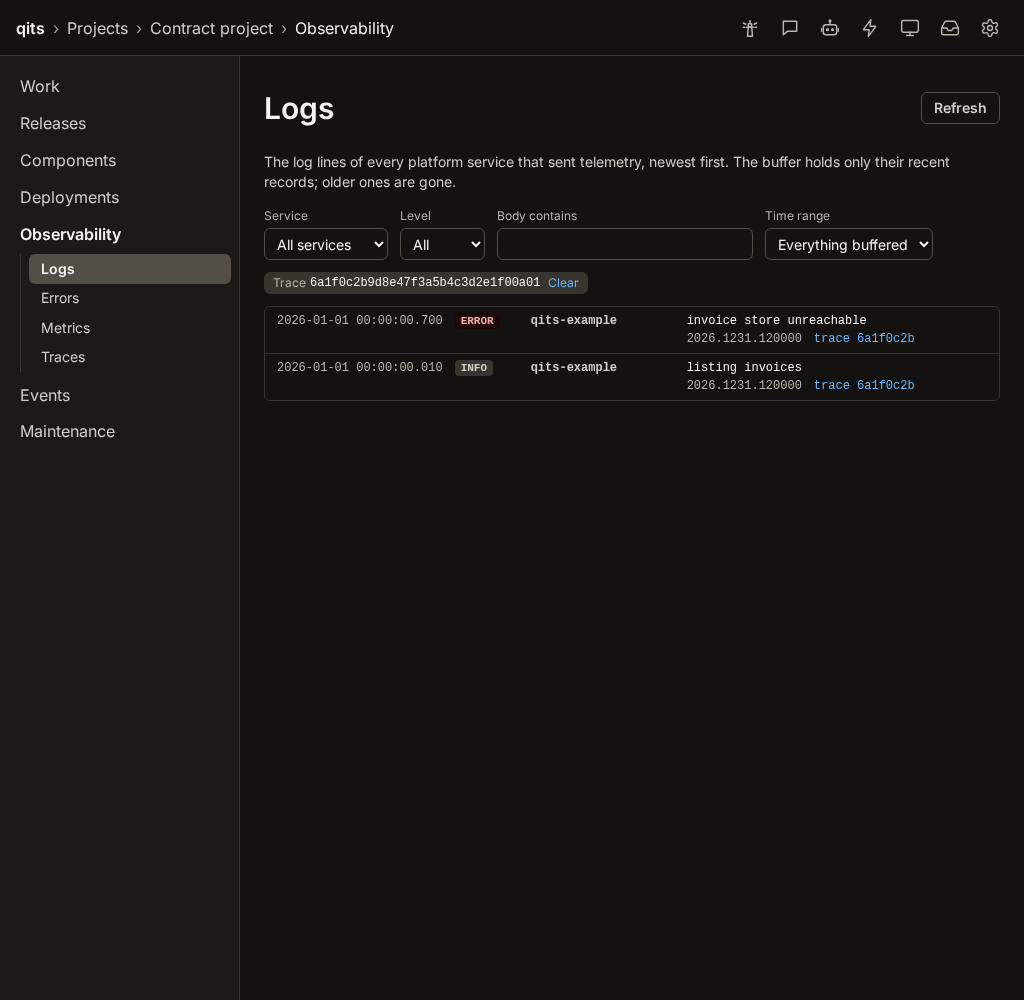 qits › Projects › Contract project › Observability
Work
Releases
Components
Deployments
Observability
Logs
Errors
Metrics
Traces
Events
Maintenance
Logs
Refresh
The log lines of every platform service that sent telemetry, newest first. The buffer holds only their recent
records; older ones are gone.
Service Level Body contains Time range
All services All Everything buffered
Trace 6a1f0c2b9d8e47f3a5b4c3d2e1f00a01 Clear
2026-01-01 00:00:00.700 ERROR qits-example invoice store unreachable
2026.1231.120000 trace 6a1f0c2b
2026-01-01 00:00:00.010 INFO qits-example listing invoices
2026.1231.120000 trace 6a1f0c2b